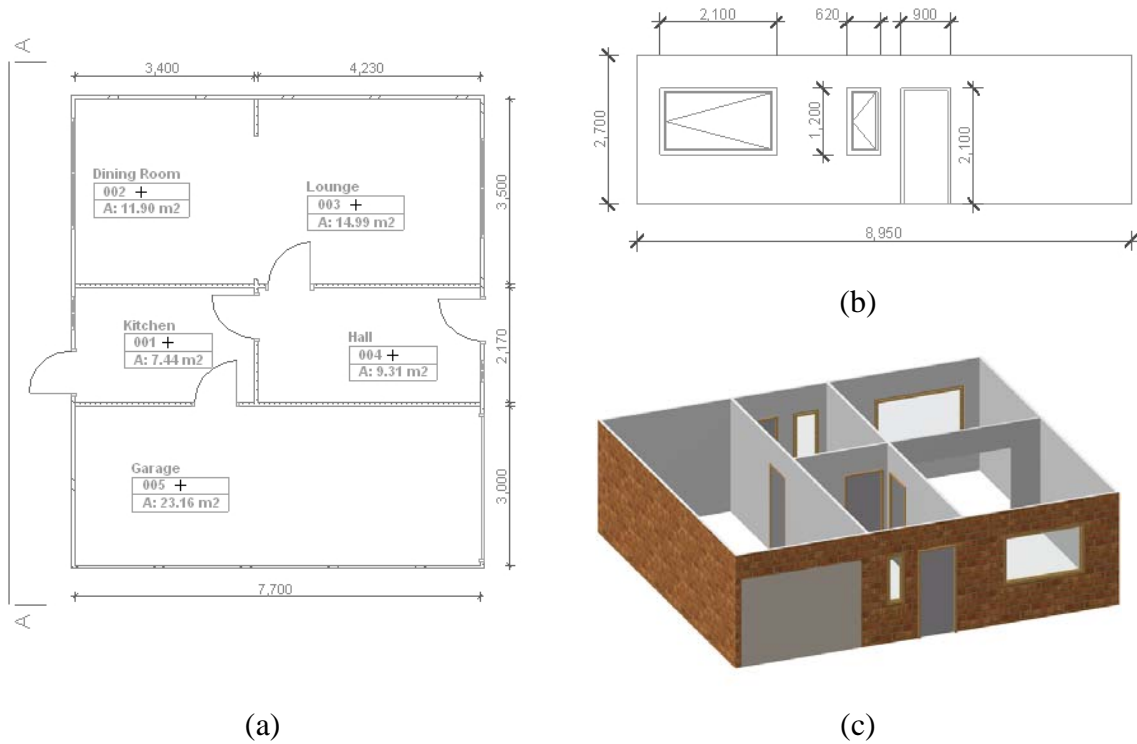 A
3,400
4,230
Dining Room
002
A: 11.90 m2
Lounge
003
A: 14.99 m2
3,500
Kitchen
001
A: 7.44 m2
Hall
004
A: 9.31 m2
2,170
Garage
005
A: 23.16 m2
3,000
7,700
A
(a)
2,100
620
900
2,700
1,200
2,100
8,950
(b)
(c)